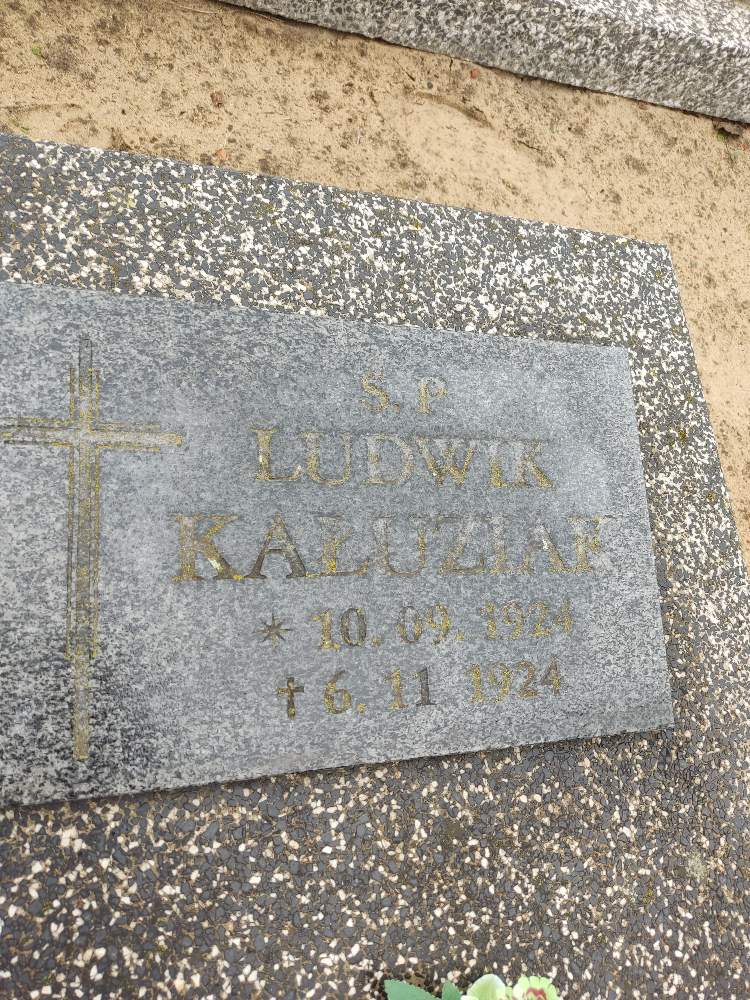 Ś. P
LUDWIK
KAŁUZIAK
* 10. 09. 1924
† 6. 11 1924